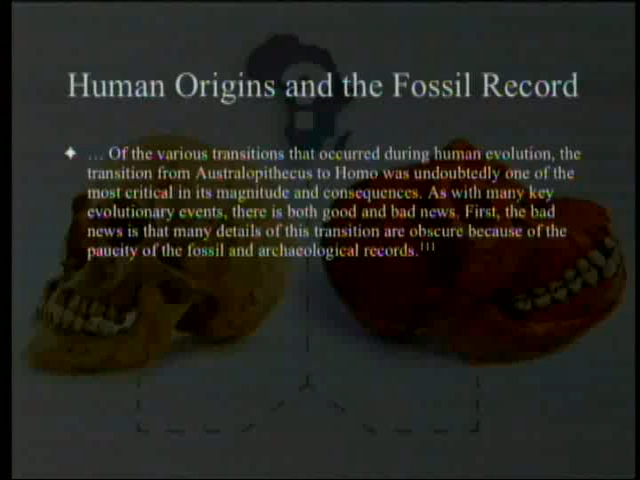 Human Origins and the Fossil Record
… Of the various transitions that occurred during human evolution, the
transition from Australopithecus to Homo was undoubtedly one of the
most critical in its magnitude and consequences. As with many key
evolutionary events, there is both good and bad news. First, the bad
news is that many details of this transition are obscure because of the
paucity of the fossil and archaeological records.[1]